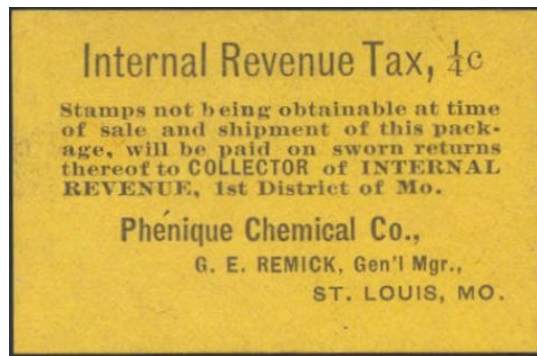 Internal Revenue Tax, ¼c
Stamps not being obtainable at time
of sale and shipment of this pack-
age, will be paid on sworn returns
thereof to COLLECTOR of INTERNAL
REVENUE, 1st District of Mo.
Phénique Chemical Co.,
G. E. REMICK, Gen'l Mgr.,
ST. LOUIS, MO.